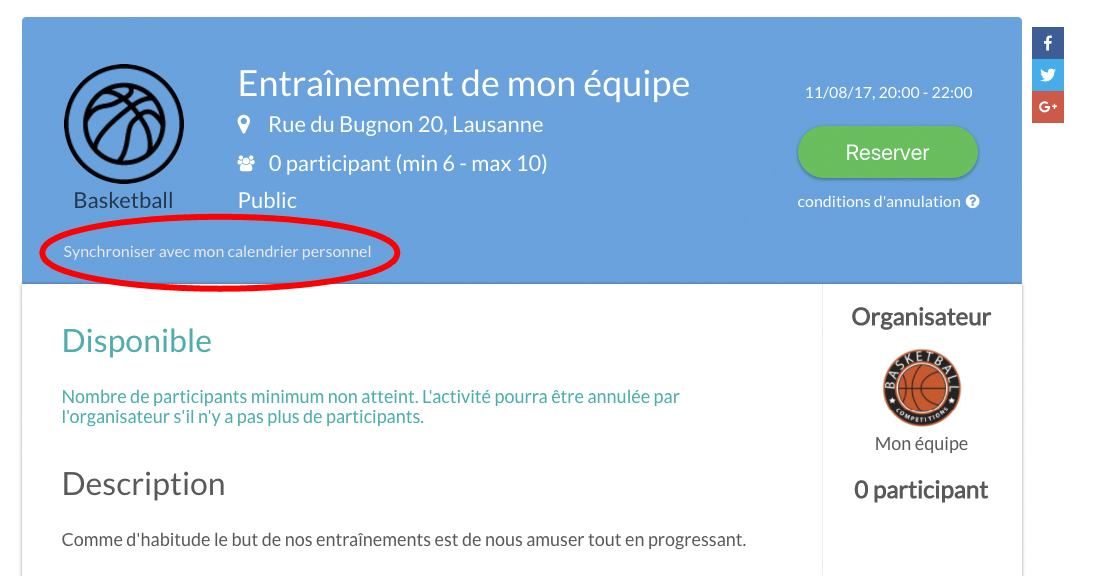 Entraînement de mon équipe
Rue du Bugnon 20, Lausanne
0 participant (min 6 - max 10)
Basketball
Public
11/08/17, 20:00 - 22:00
Reserver
conditions d'annulation ?
Synchroniser avec mon calendrier personnel
f
G+
Disponible
Nombre de participants minimum non atteint. L'activité pourra être annulée par
l'organisateur s'il n'y a pas plus de participants.
Description
Comme d'habitude le but de nos entraînements est de nous amuser tout en progressant.
Organisateur
BASKETBALL
COMPETITIONS
Mon équipe
0 participant